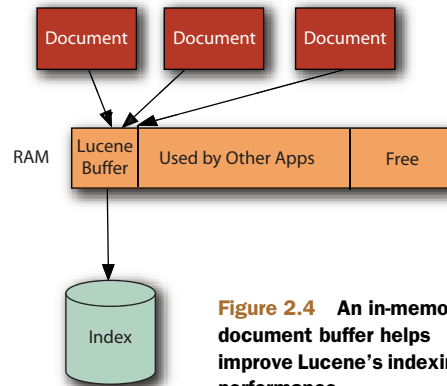 Document Document Document
RAM
Lucene
Buffer
Used by Other Apps
Free
Index
Figure 2.4 An in-memo
document buffer helps
improve Lucene's indexi
performance